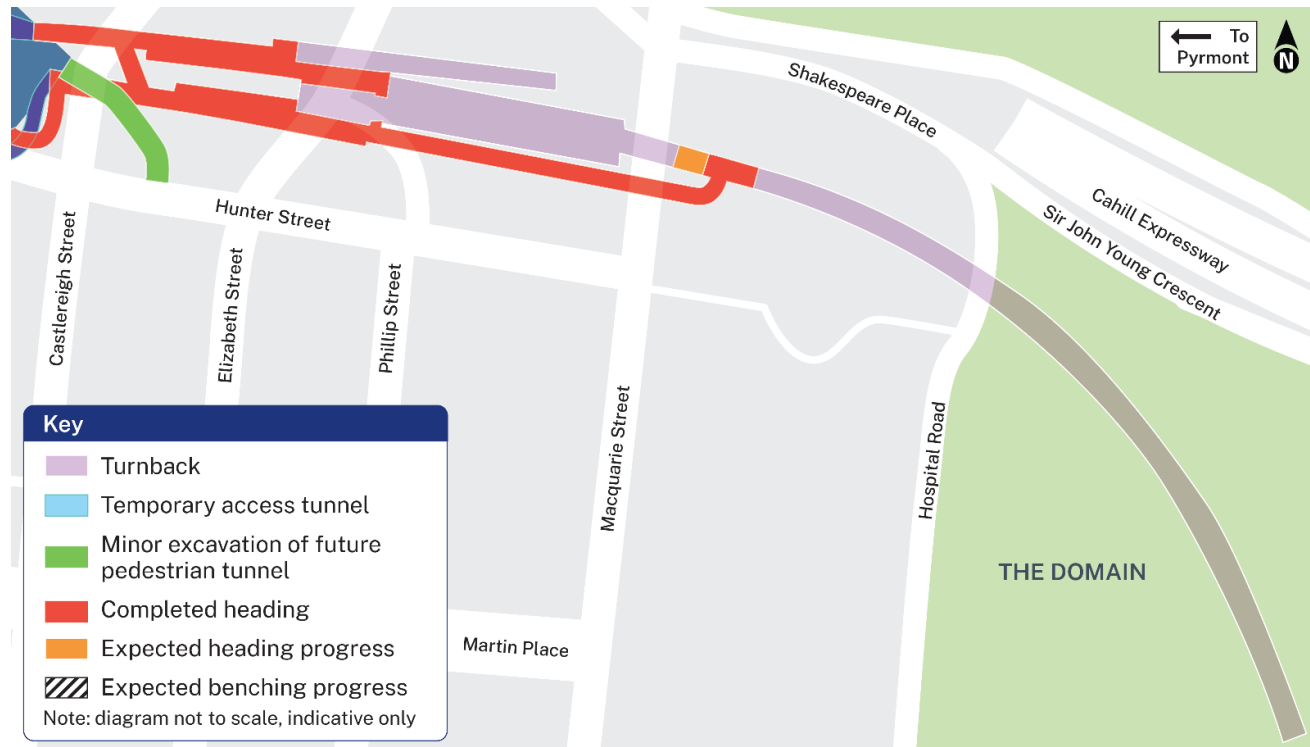 To
Pyrmont
N
Shakespeare Place
Cahill Expressway
Sir John Young Crescent
Hunter Street
Castlereigh Street
Elizabeth Street
Phillip Street
Macquarie Street
Hospital Road
THE DOMAIN
Martin Place
Key
Turnback
Temporary access tunnel
Minor excavation of future
pedestrian tunnel
Completed heading
Expected heading progress
Expected benching progress
Note: diagram not to scale, indicative only